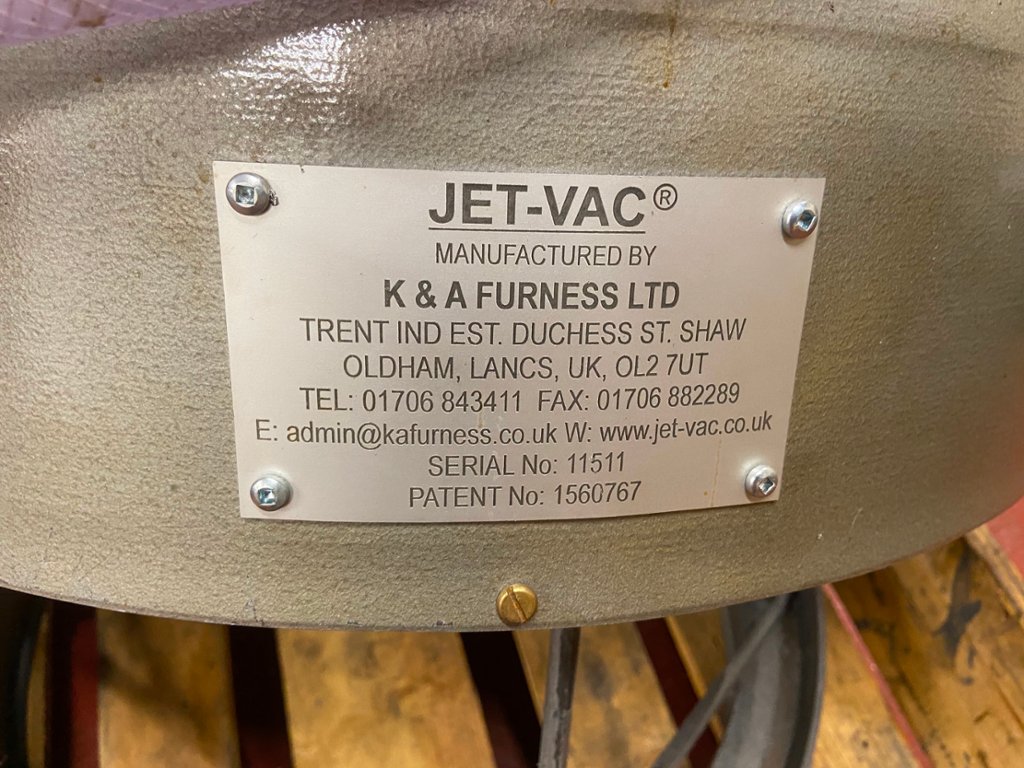 JET-VAC®
MANUFACTURED BY
K & A FURNESS LTD
TRENT IND EST. DUCHESS ST. SHAW
OLDHAM, LANCS, UK, OL2 7UT
TEL: 01706 843411 FAX: 01706 882289
E: admin@kafurness.co.uk W: www.jet-vac.co.uk
SERIAL No: 11511
PATENT No: 1560767